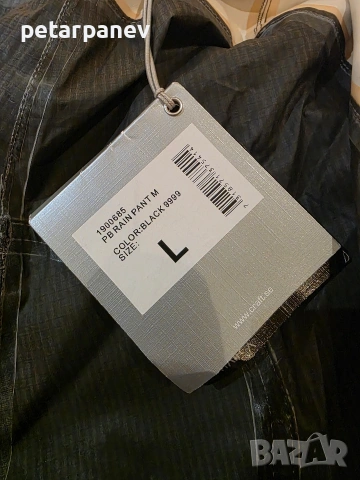 petarpanev
1900685
PB RAIN PANT M
COLOR:BLACK 9999
SIZE:
L
www.craft.se
BAZAR